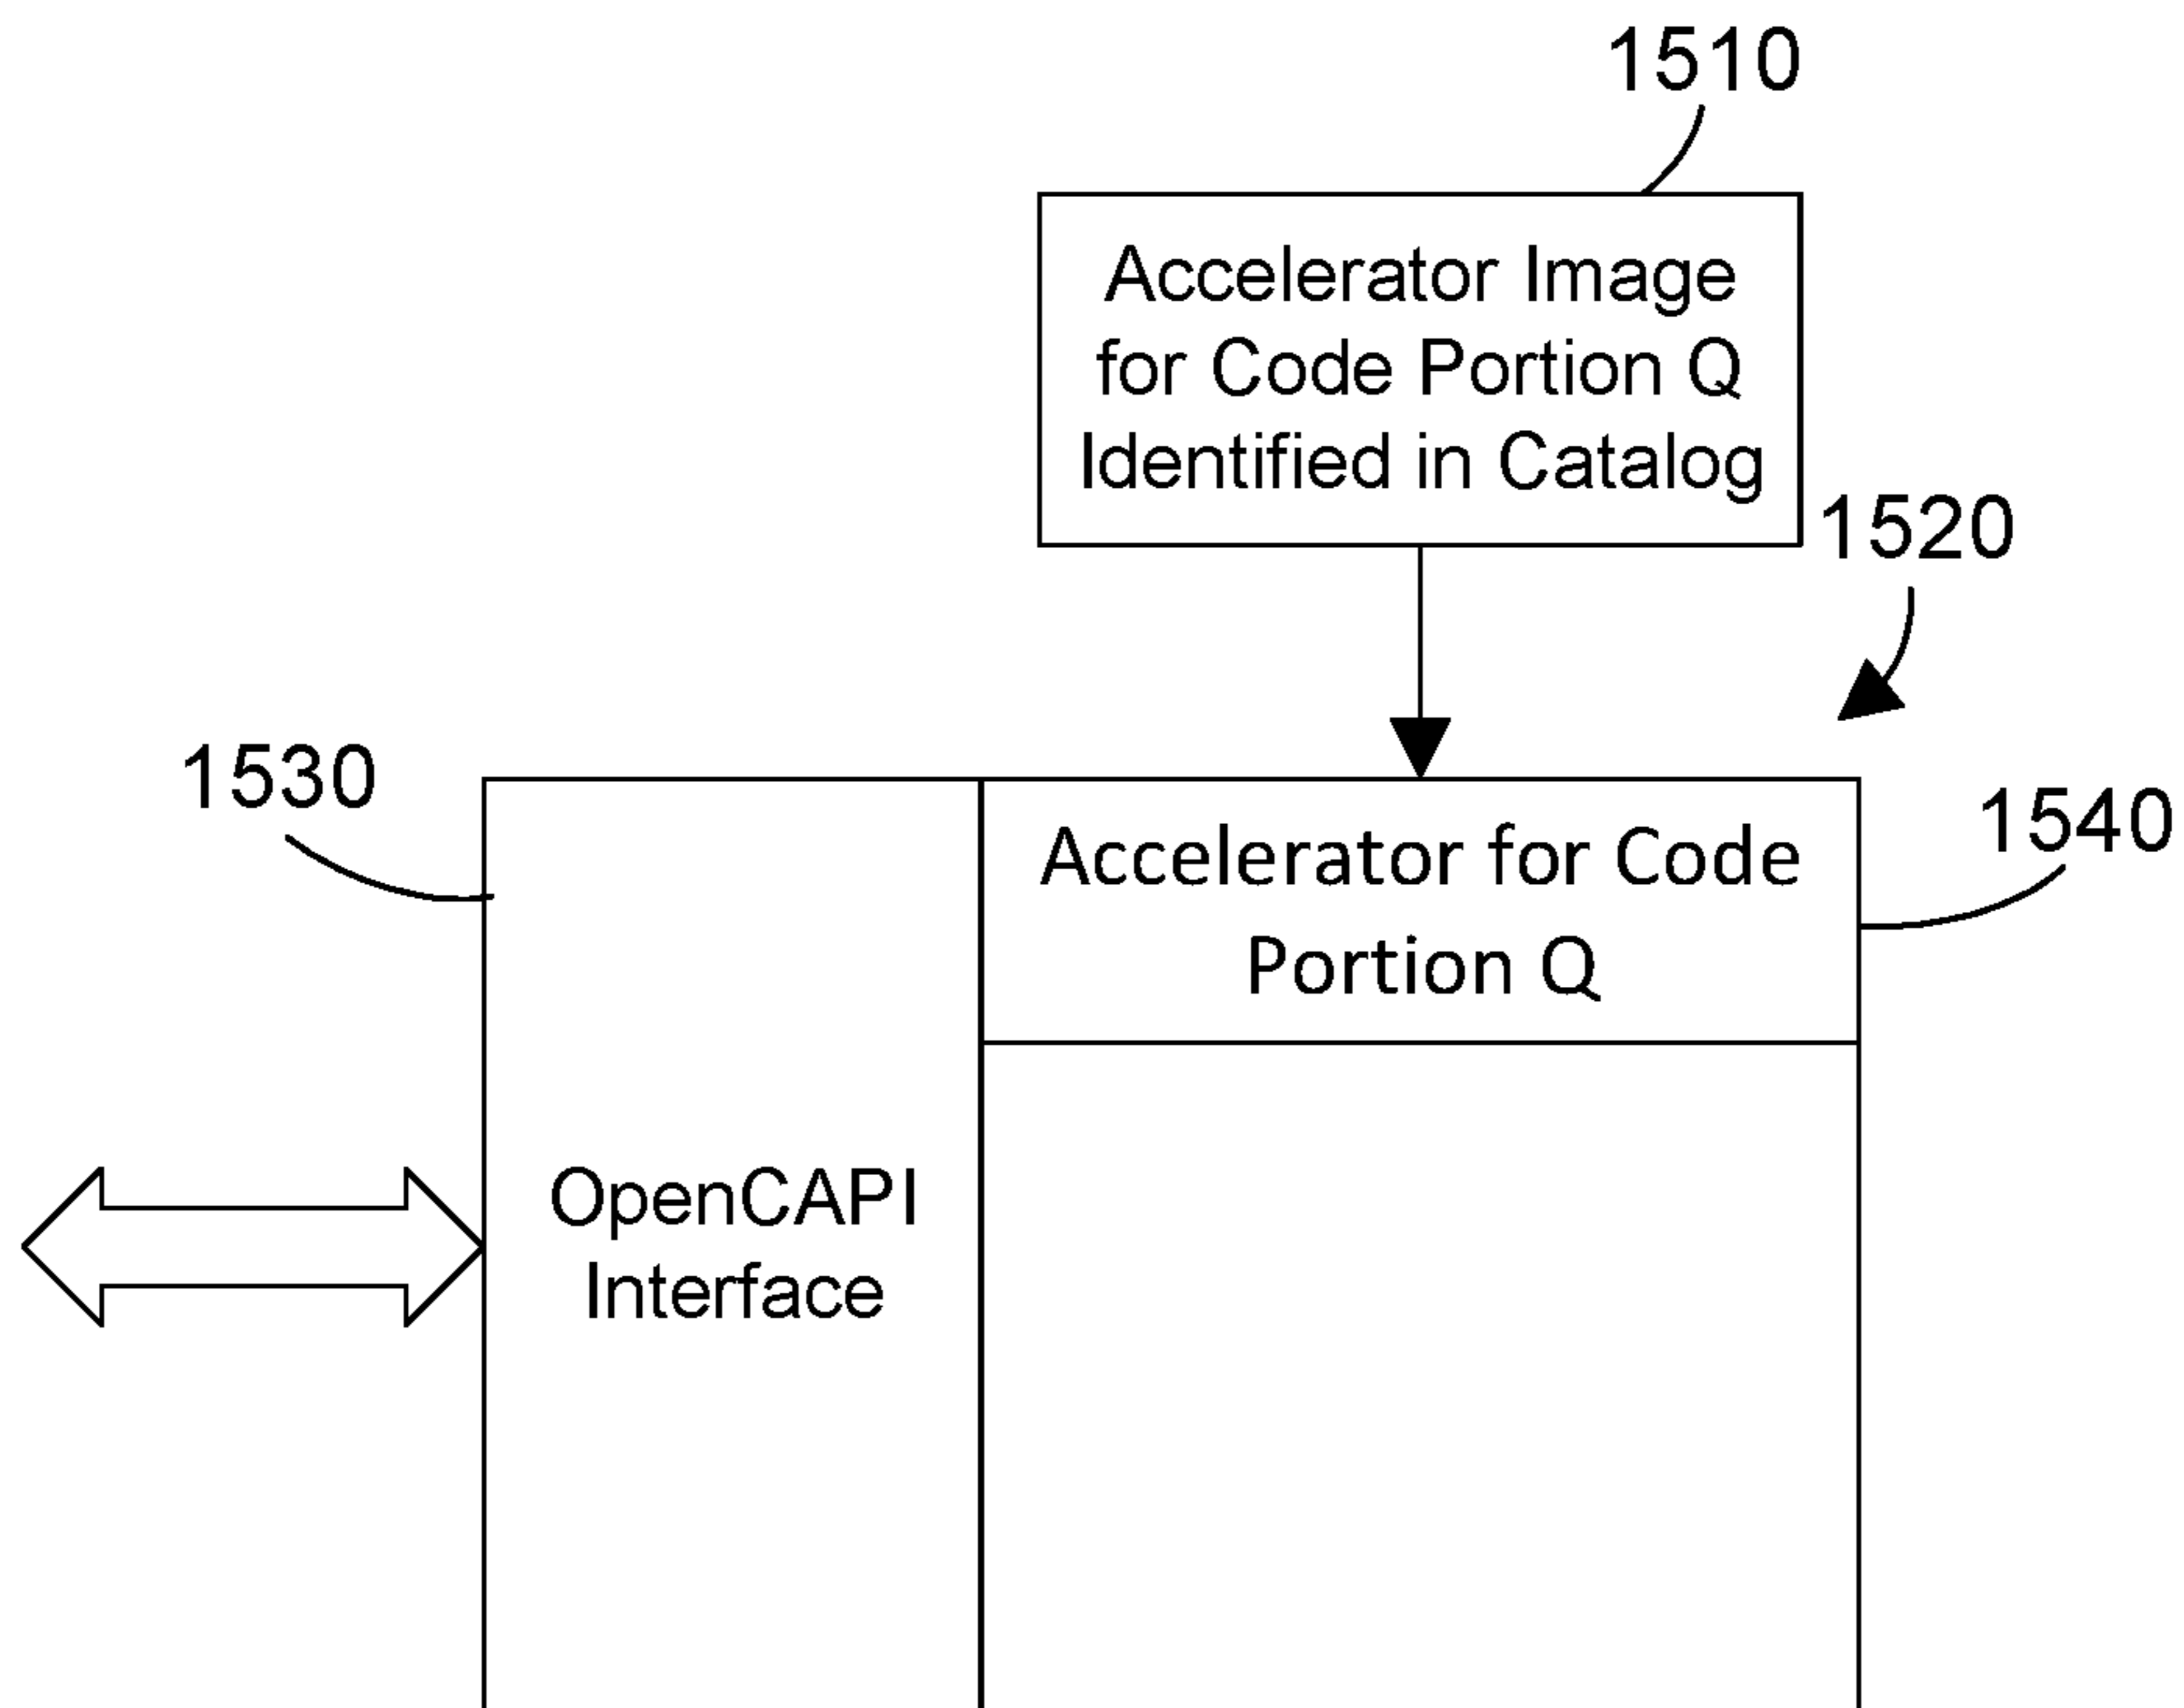 1510
Accelerator Image
for Code Portion Q
Identified in Catalog
1520
1530
1540
Accelerator for Code
Portion Q
OpenCAPI
Interface